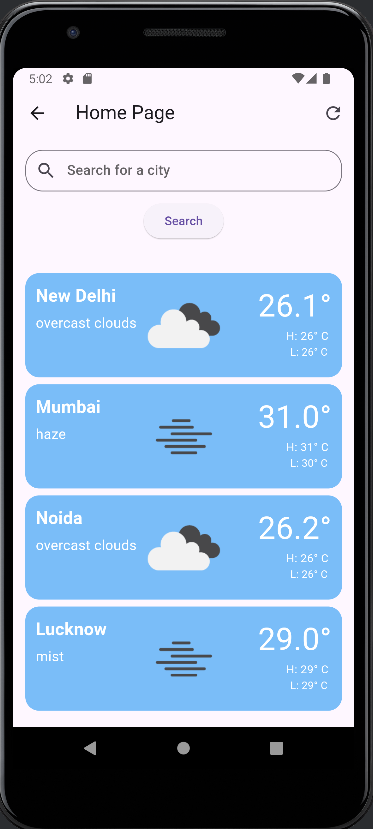 5:02
Home Page
Search for a city
Search
New Delhi
overcast clouds
26.1°
H: 26° C
L: 26° C
Mumbai
haze
31.0°
H: 31° C
L: 30° C
Noida
overcast clouds
26.2°
H: 26° C
L: 26° C
Lucknow
mist
29.0°
H: 29° C
L: 29° C